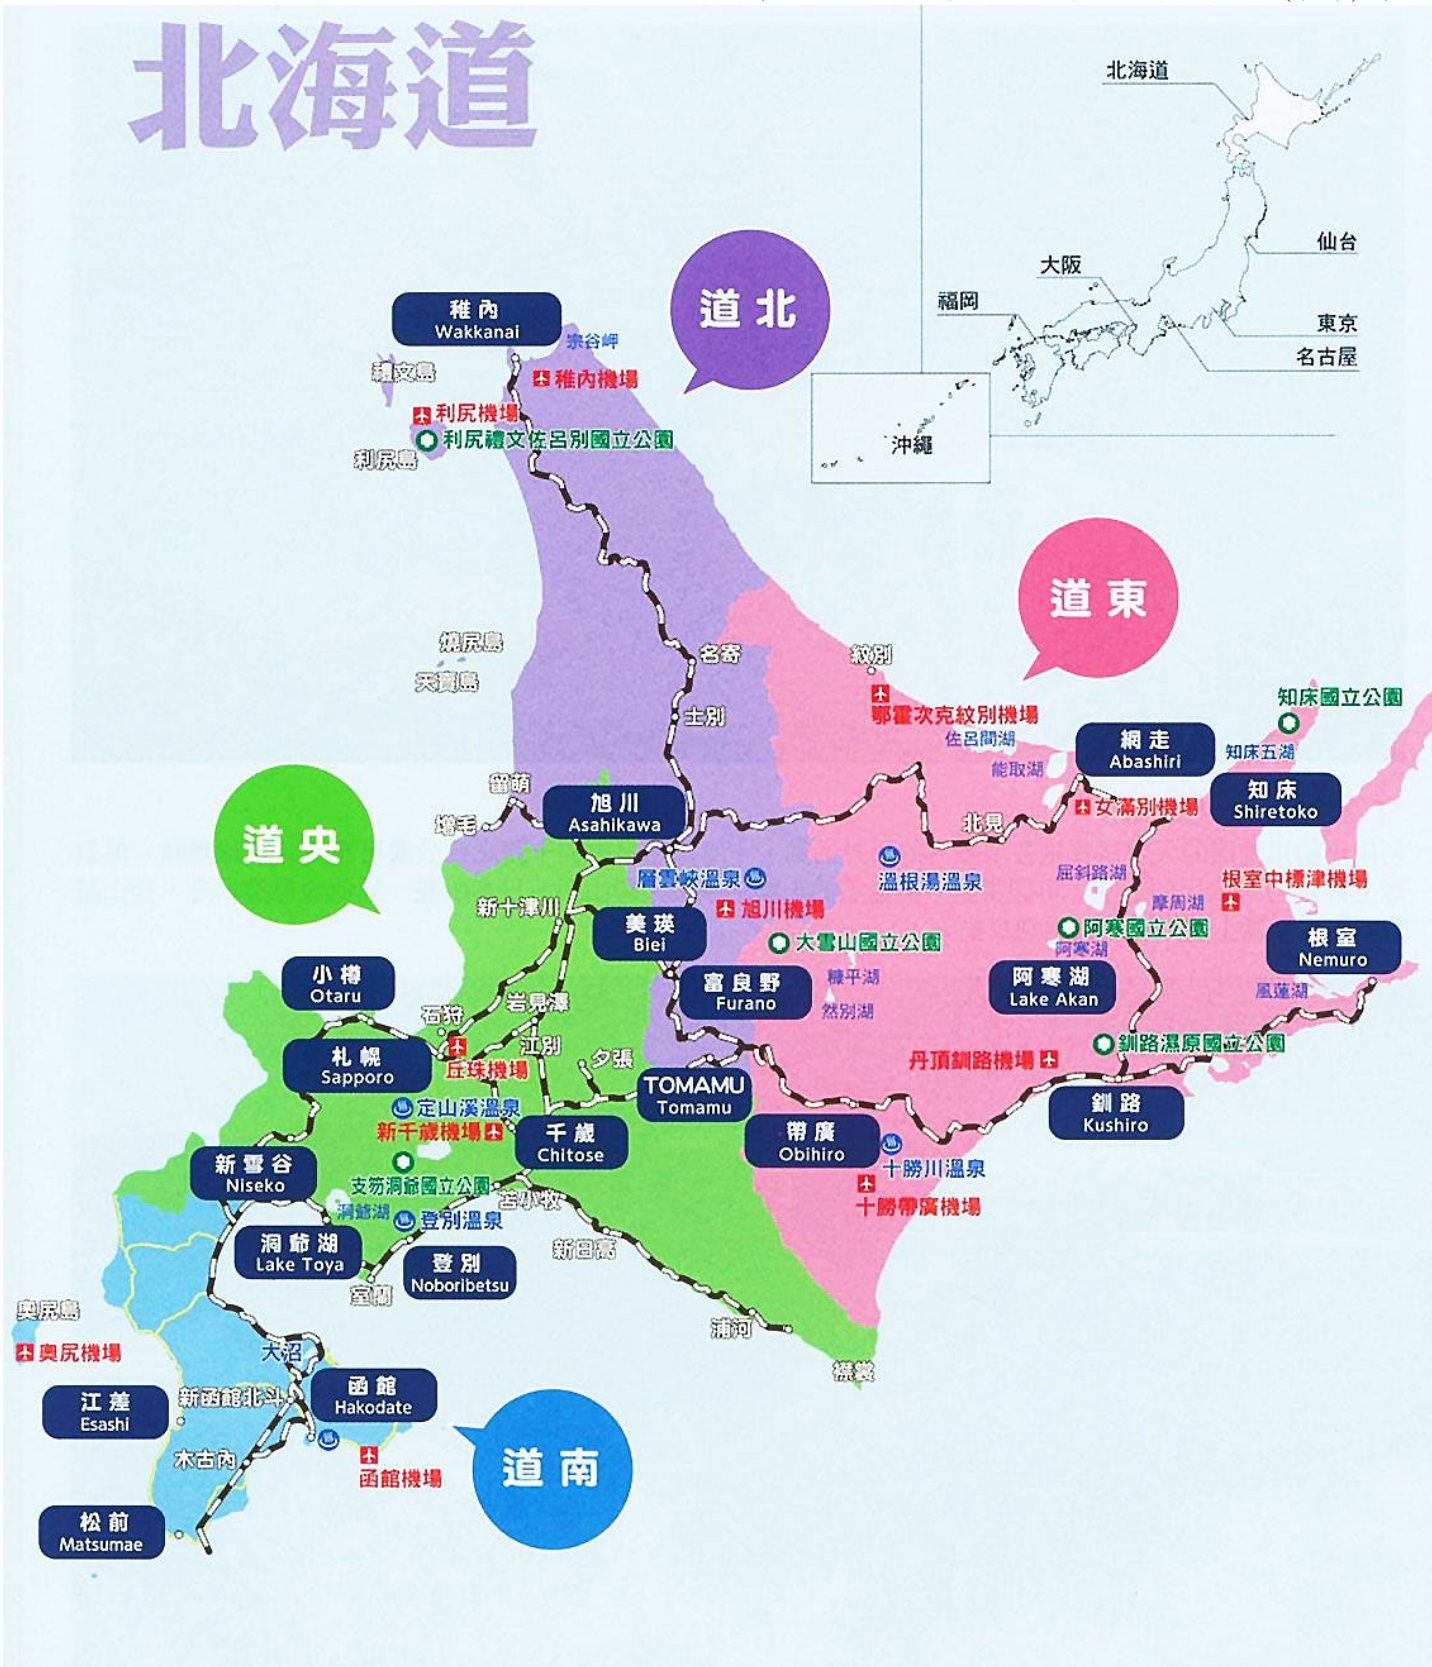 北海道
北海道
仙台
大阪
福岡
東京
名古屋
沖繩
道北
稚內
Wakkanai
宗谷岬
禮文島
稚內機場
利尻機場
利尻禮文佐呂別國立公園
利尻島
道東
燒尻島
天賣島
名寄
紋別
士別
鄂霍次克紋別機場
知床國立公園
佐呂間湖
網走
Abashiri
知床五湖
能取湖
留萌
旭川
Asahikawa
知床
Shiretoko
女滿別機場
增毛
北見
道央
層雲峽溫泉
溫根湯溫泉
屈斜路湖
根室中標津機場
摩周湖
新十津川
旭川機場
美瑛
Biei
大雪山國立公園
阿寒國立公園
阿寒湖
根室
Nemuro
小樽
Otaru
富良野
Furano
糠平湖
阿寒湖
Lake Akan
風蓮湖
石狩
岩見澤
然別湖
札幌
Sapporo
江別
釧路濕原國立公園
丘珠機場
夕張
丹頂釧路機場
TOMAMU
Tomamu
定山溪溫泉
新千歲機場
千歲
Chitose
帶廣
Obihiro
釧路
Kushiro
新雪谷
Niseko
十勝川溫泉
支笏洞爺國立公園
苫小牧
十勝帶廣機場
洞爺湖
登別溫泉
洞爺湖
Lake Toya
新日高
登別
Noboribetsu
室蘭
奧尻島
浦河
奧尻機場
大沼
襟裳
江差
Esashi
新函館北斗
函館
Hakodate
木古內
道南
函館機場
松前
Matsumae